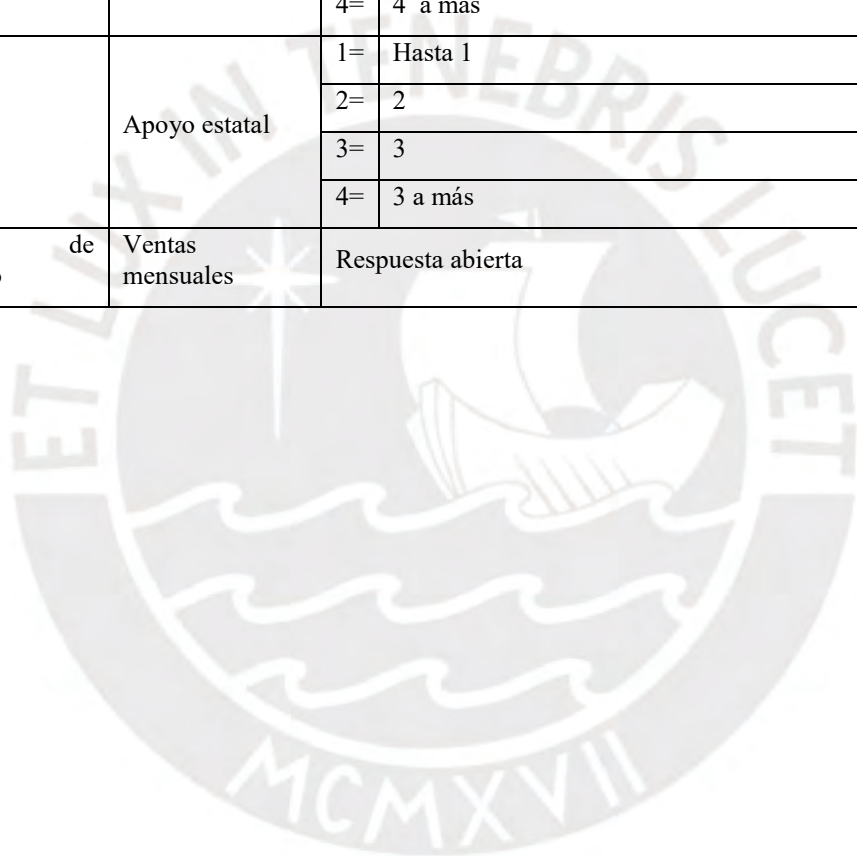 4= 4 a más
Apoyo estatal
1= Hasta 1
2= 2
3= 3
4= 3 a más
de Ventas
mensuales
Respuesta abierta
ET LUX IN TENEBRIS LUCET
MCMXVII